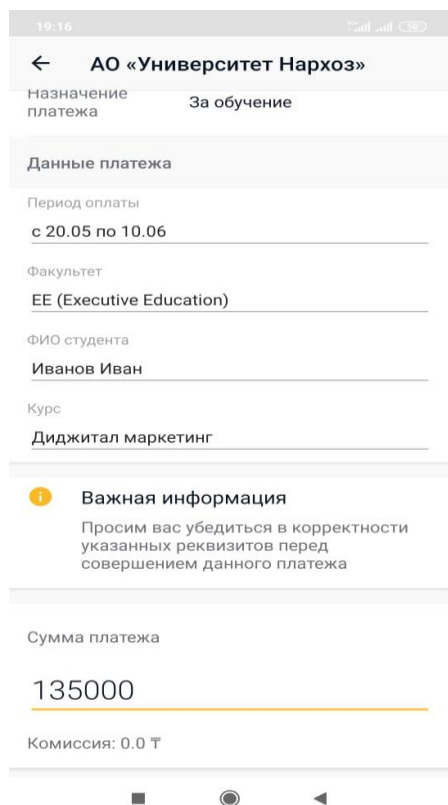 19:16
АО «Университет Нархоз»
Назначение
платежа
За обучение
Данные платежа
Период оплаты
с 20.05 по 10.06
Факультет
EE (Executive Education)
ФИО студента
Иванов Иван
Курс
Диджитал маркетинг
Важная информация
Просим вас убедиться в корректности
указанных реквизитов перед
совершением данного платежа
Сумма платежа
135000
Комиссия: 0.0 ₸